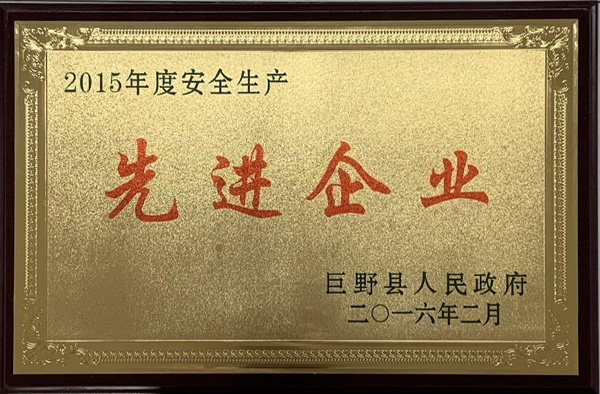 2015年度安全生产
先进企业
巨野县人民政府
二〇一六年二月